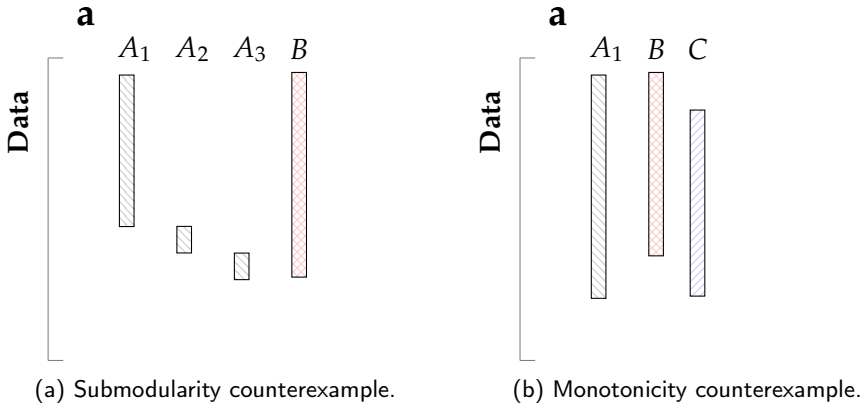 a
A1 A2 A3 B
Data
(a) Submodularity counterexample.
a
A1 B C
Data
(b) Monotonicity counterexample.